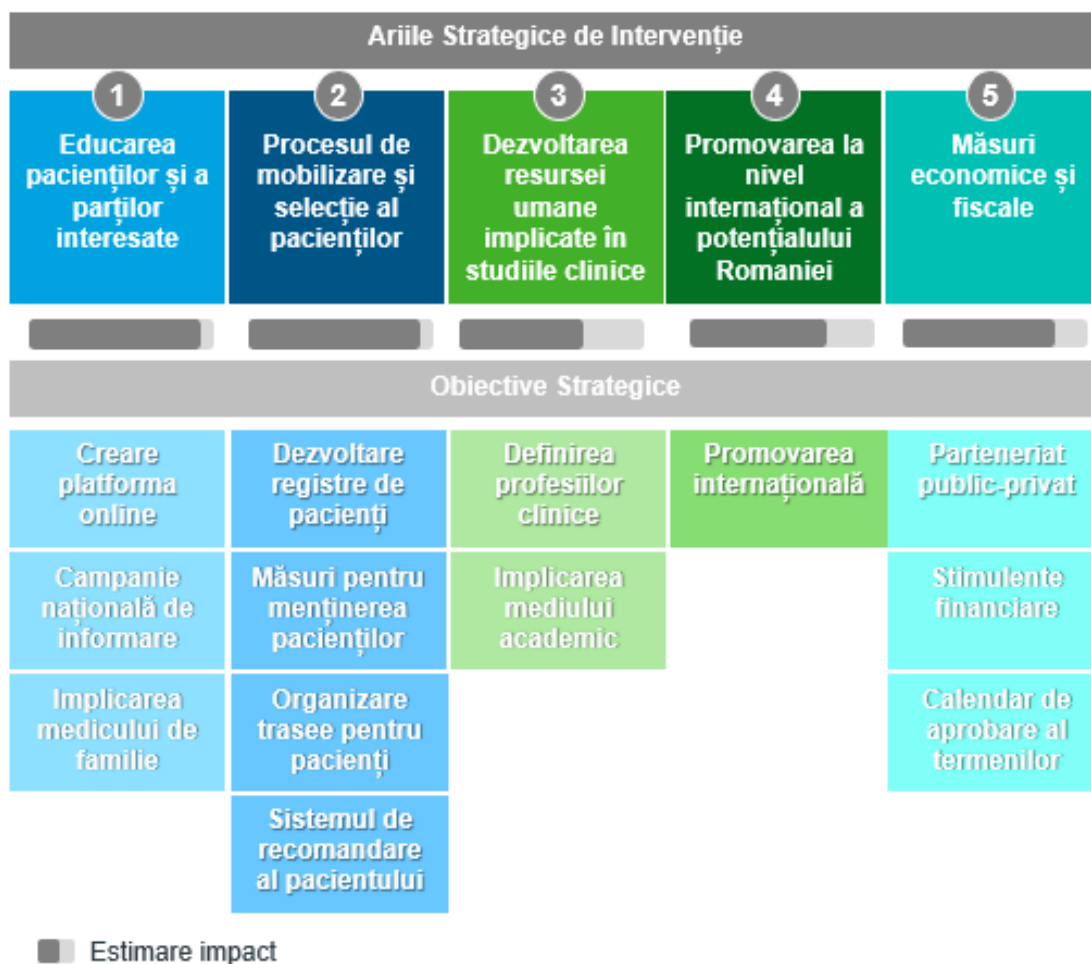 Ariile Strategice de Intervenție
1
Educarea
pacienților și a
parților
interesate
2
Procesul de
mobilizare și
selecție al
pacienților
3
Dezvoltarea
resursei
umane
implicate în
studiile clinice
4
Promovarea la
nivel
internațional a
potențialului
Romaniei
5
Măsuri
economice și
fiscale
Obiective Strategice
Creare
platforma
online
Campanie
națională de
informare
Implicarea
medicului de
familie
Dezvoltare
registre de
pacienți
Măsuri pentru
menținerea
pacienților
Organizare
trasee pentru
pacienți
Sistemul de
recomandare
al pacientului
Definirea
profesiilor
clinice
Implicarea
mediului
academic
Promovarea
internațională
Parteneriat
public-privat
Stimulente
financiare
Calendar de
aprobare al
termenilor
Estimare impact